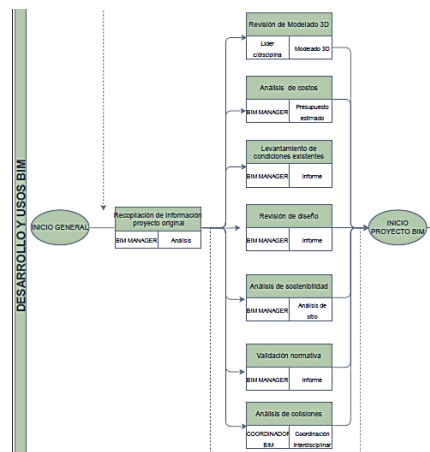 DESARROLLO Y USOS BIM
INICIO GENERAL
Recopilación de información
proyecto original
BIM MANAGER
Análisis
Revisión de Modelado 3D
Líder
c/disciplina
Modelado 3D
Análisis de costos
BIM MANAGER
Presupuesto
estimado
Levantamiento de
condiciones existentes
BIM MANAGER
Informe
Revisión de diseño
BIM MANAGER
Informe
Análisis de sostenibilidad
BIM MANAGER
Análisis de
sitio
Validación normativa
BIM MANAGER
Informe
Análisis de colisiones
COORDINADOR
BIM
Coordinación
interdisciplinar
INICIO
PROYECTO BIM